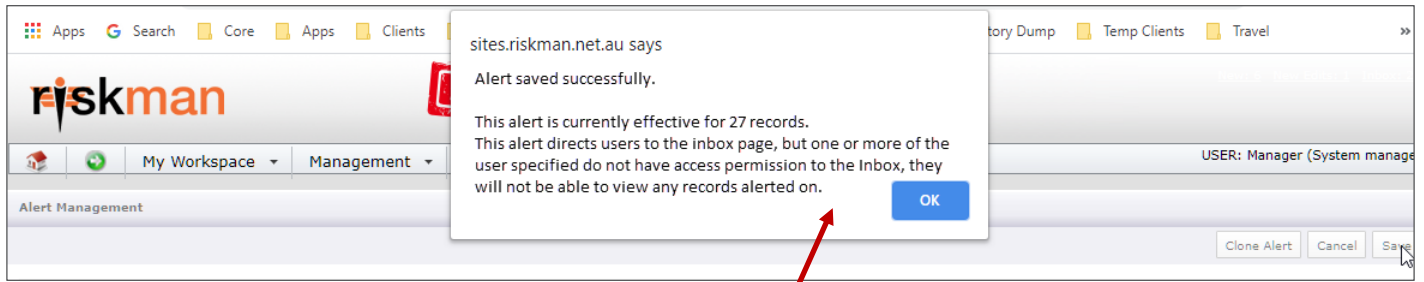 Apps Search Core Apps Clients tory Dump Temp Clients Travel »
sites.riskman.net.au says
Alert saved successfully.
riskman
This alert is currently effective for 27 records.
This alert directs users to the inbox page, but one or more of the
user specified do not have access permission to the Inbox, they
will not be able to view any records alerted on.
OK
My Workspace Management USER: Manager (System manage
Alert Management
Clone Alert Cancel Save